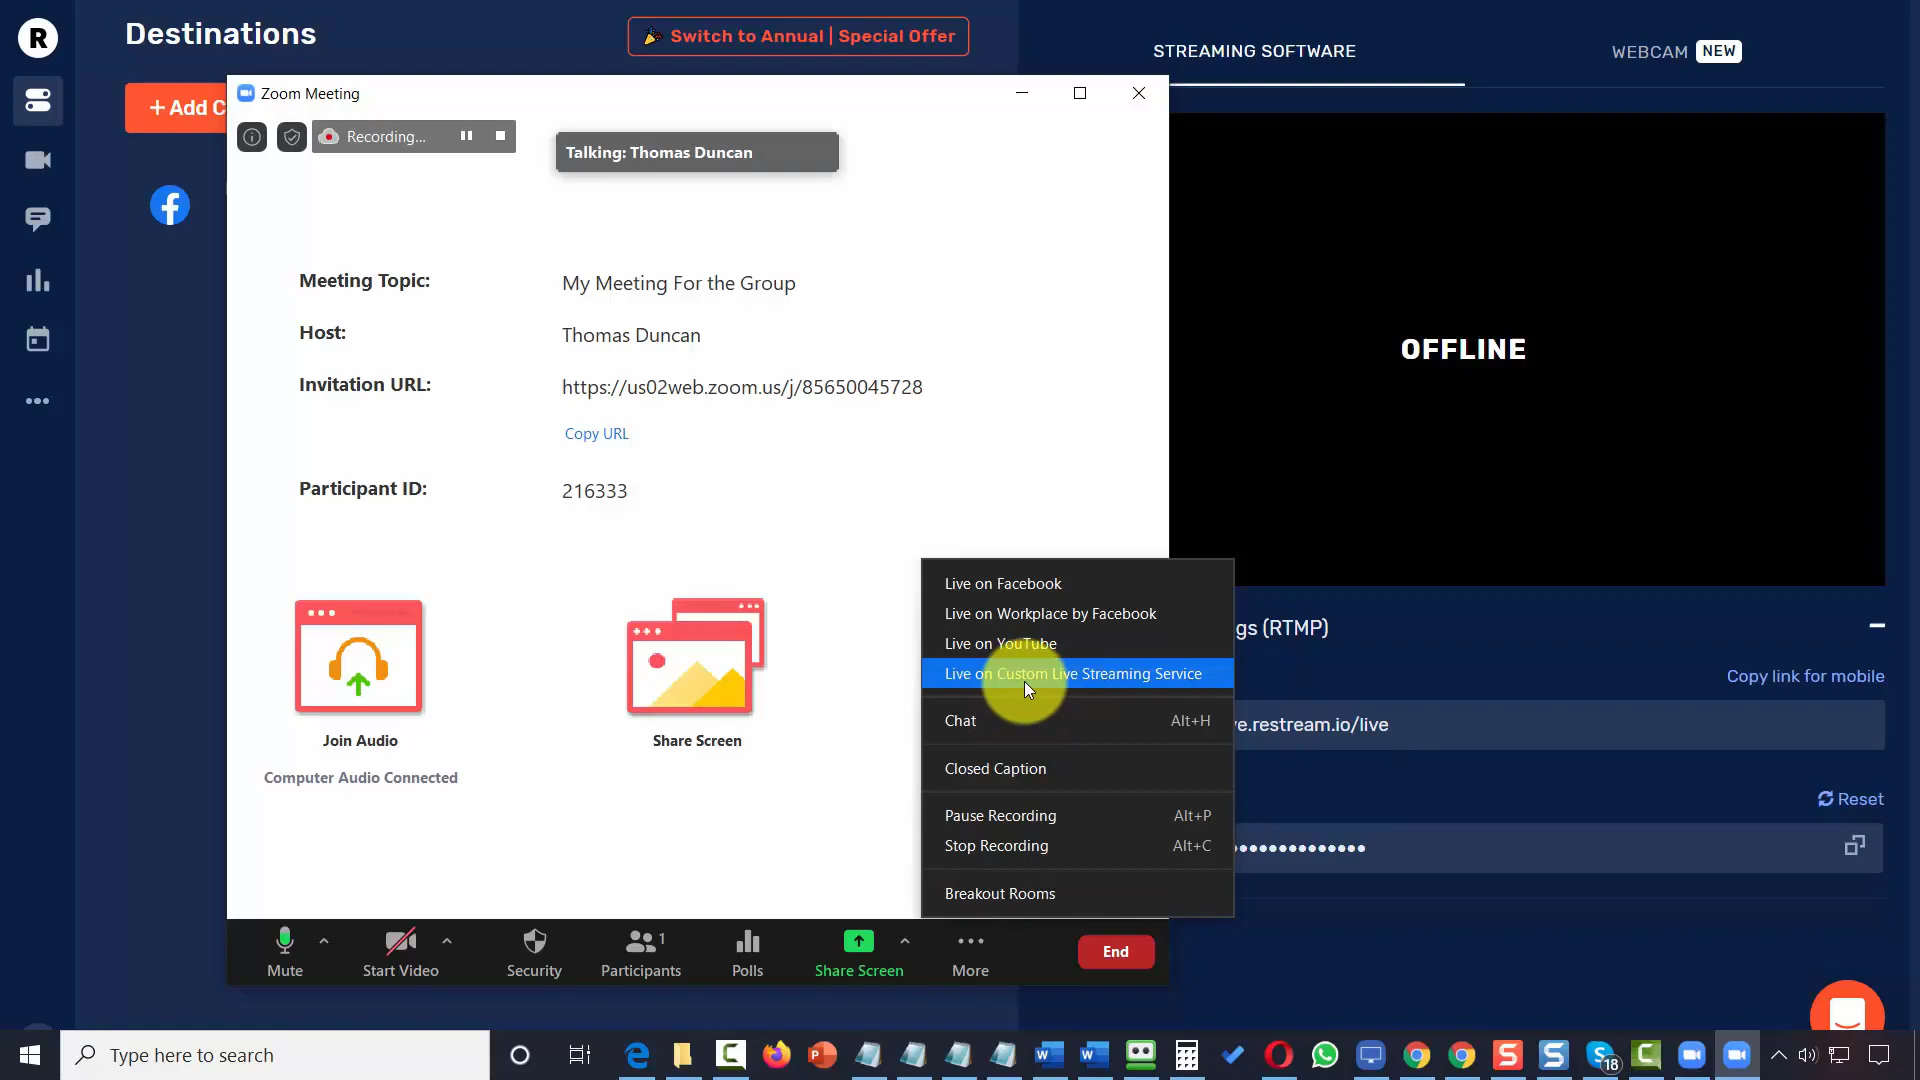 R
Destinations
Switch to Annual | Special Offer
STREAMING SOFTWARE
WEBCAM NEW
+ Add C
Zoom Meeting
Recording...
Talking: Thomas Duncan
OFFLINE
Meeting Topic: My Meeting For the Group
Host: Thomas Duncan
Invitation URL: https://us02web.zoom.us/j/85650045728
Copy URL
Participant ID: 216333
Join Audio
Computer Audio Connected
Share Screen
Live on Facebook
Live on Workplace by Facebook
Live on YouTube
Live on Custom Live Streaming Service
Chat Alt+H
Closed Caption
Pause Recording Alt+P
Stop Recording Alt+C
Breakout Rooms
gs (RTMP)
Copy link for mobile
ve.restream.io/live
Reset
••••••••••••••
Mute
Start Video
Security
1
Participants
Polls
Share Screen
More
End
Type here to search
18